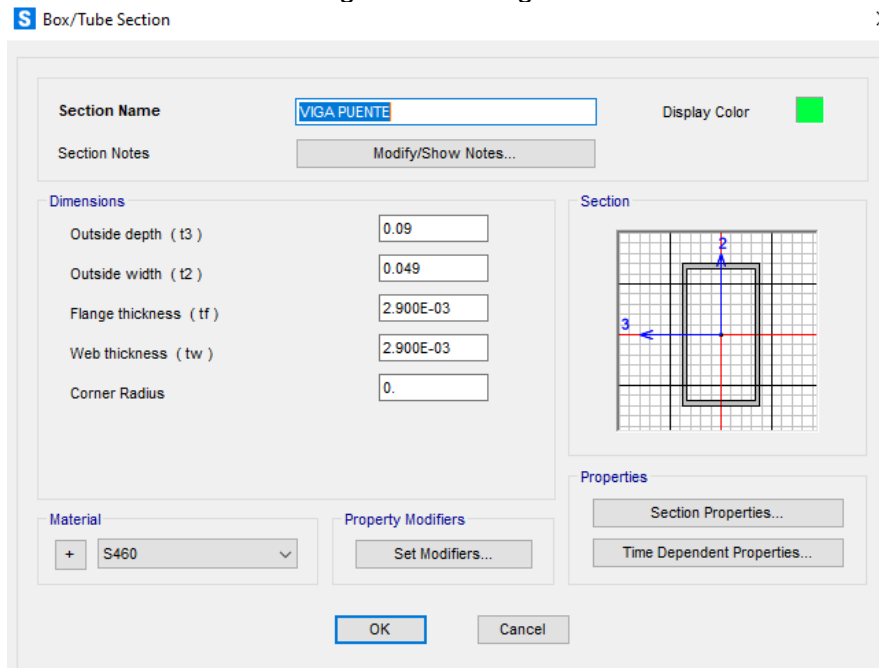 S Box/Tube Section
Section Name VIGA PUENTE Display Color
Section Notes Modify/Show Notes...
Dimensions
Outside depth ( t3 ) 0.09
Outside width ( t2 ) 0.049
Flange thickness ( tf ) 2.900E-03
Web thickness ( tw ) 2.900E-03
Corner Radius 0.
Section
2
3
Properties
Section Properties...
Time Dependent Properties...
Material
+ S460
Property Modifiers
Set Modifiers...
OK Cancel